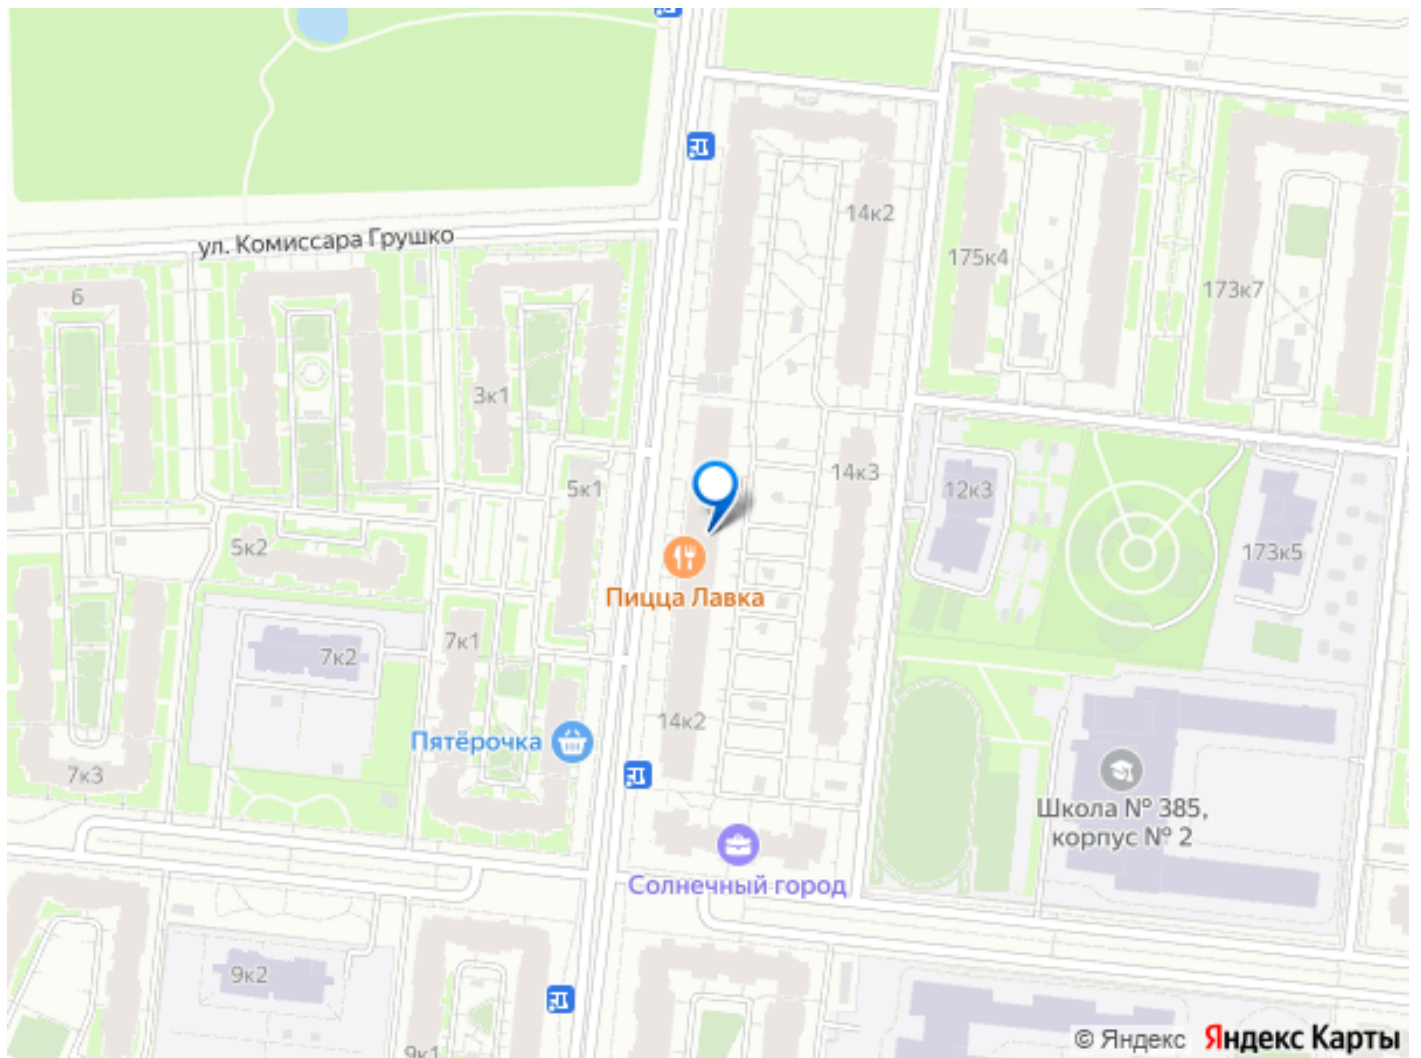 ул. Комиссара Грушко
14к2
175к4
173к7
6
3к1
5к1
14к3
12к3
5к2
173к5
Пицца Лавка
7к1
7к2
14к2
Пятёрочка
7к3
Школа № 385,
корпус № 2
Солнечный город
9к2
9к1
© Яндекс Яндекс Карты